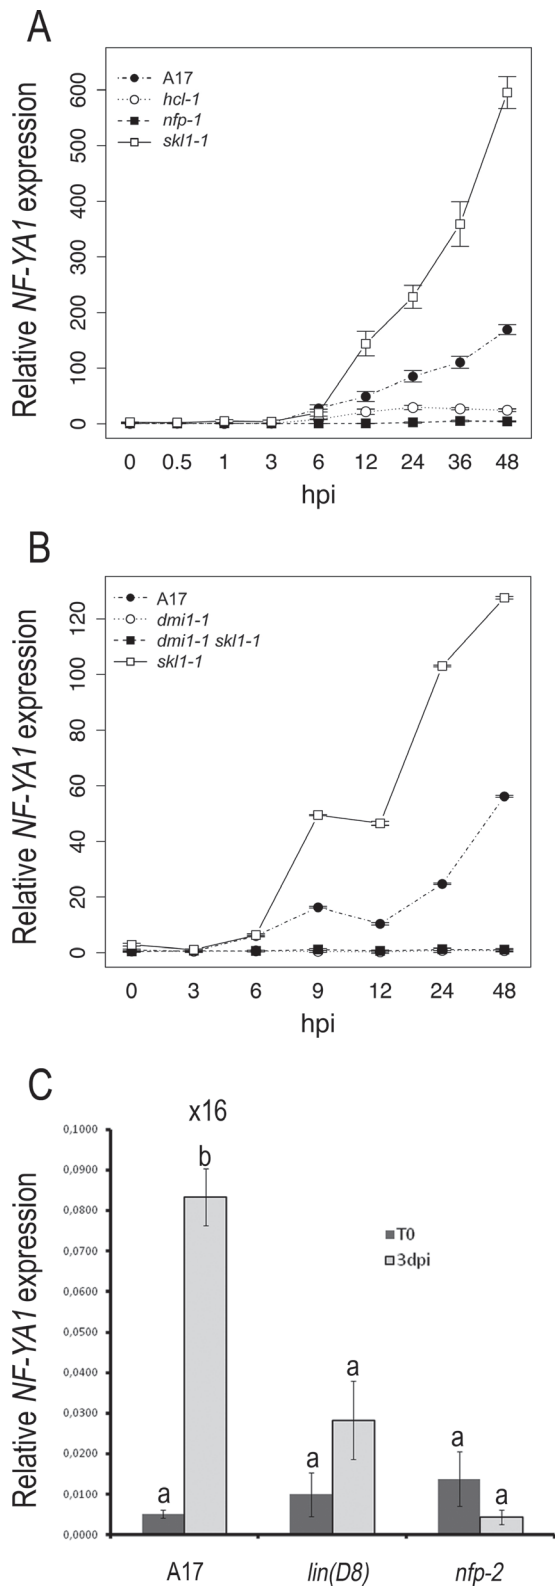 A
Relative NF-YA1 expression
600
500
400
300
200
100
0
A17
hcl-1
nfp-1
skl1-1
0 0.5 1 3 6 12 24 36 48
hpi
B
Relative NF-YA1 expression
120
100
80
60
40
20
0
A17
dmi1-1
dmi1-1 skl1-1
skl1-1
0 3 6 9 12 24 48
hpi
C
Relative NF-YA1 expression
x16
0,1000
0,0900
0,0800
0,0700
0,0600
0,0500
0,0400
0,0300
0,0200
0,0100
0,0000
T0
3dpi
a b a a a a
A17 lin(D8) nfp-2